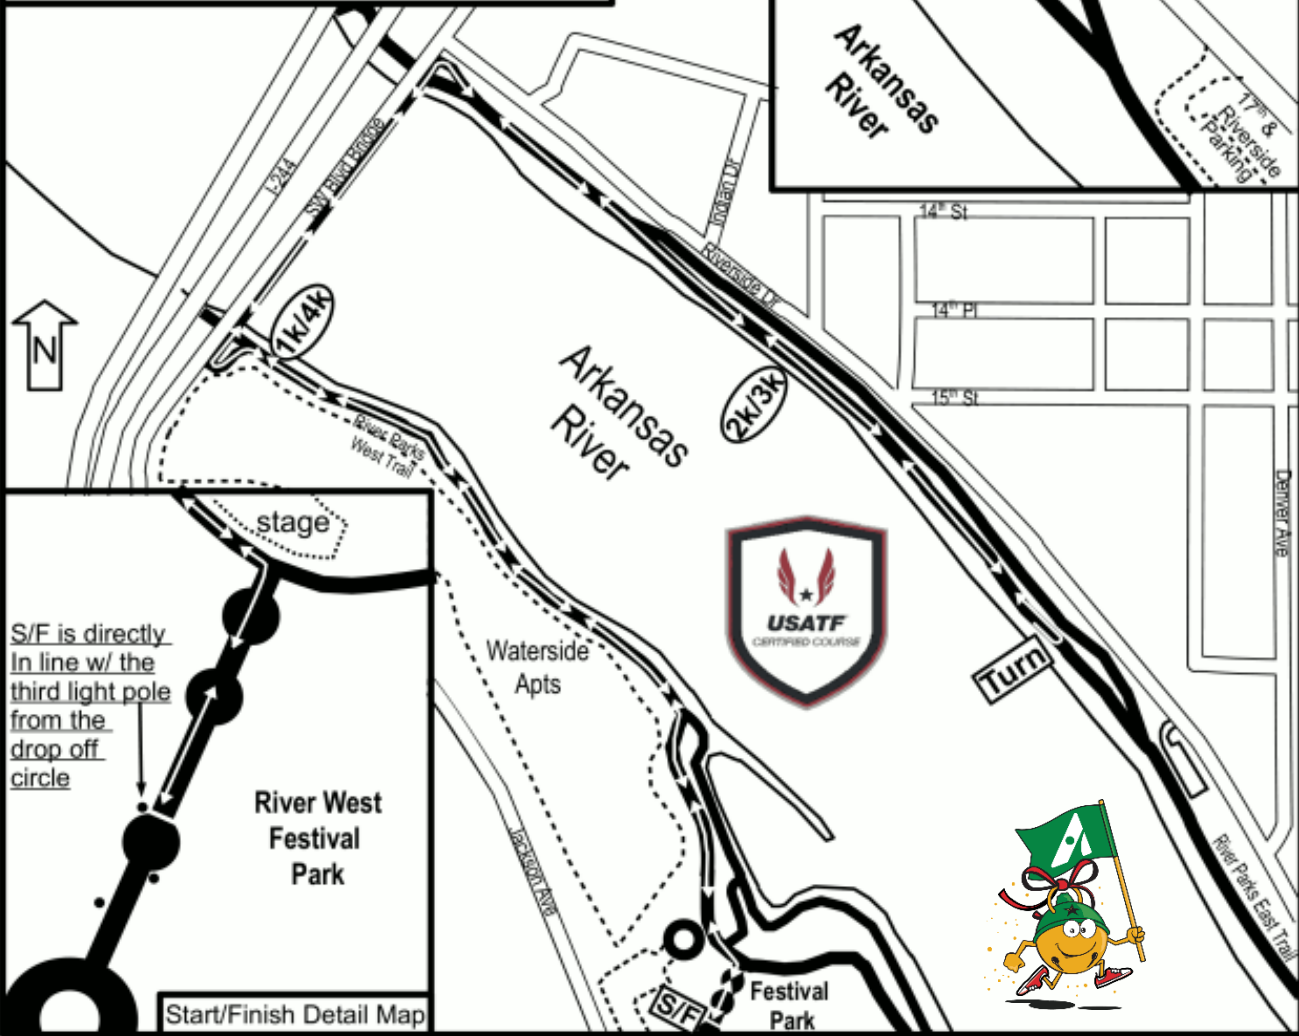 Arkansas
River
17th &
Riverside
Parking
I-244
SW Blvd Bridge
Indian Dr
14th St
Riverside Dr
14th Pl
1k/4k
N
Arkansas
River
2k/3k
15th St
River Parks
West Trail
Denver Ave
stage
USATF
CERTIFIED COURSE
S/F is directly
In line w/ the
third light pole
from the
drop off
circle
Waterside
Apts
Turn
River West
Festival
Park
Jackson Ave
River Parks East Trail
S/F
Festival
Park
Start/Finish Detail Map